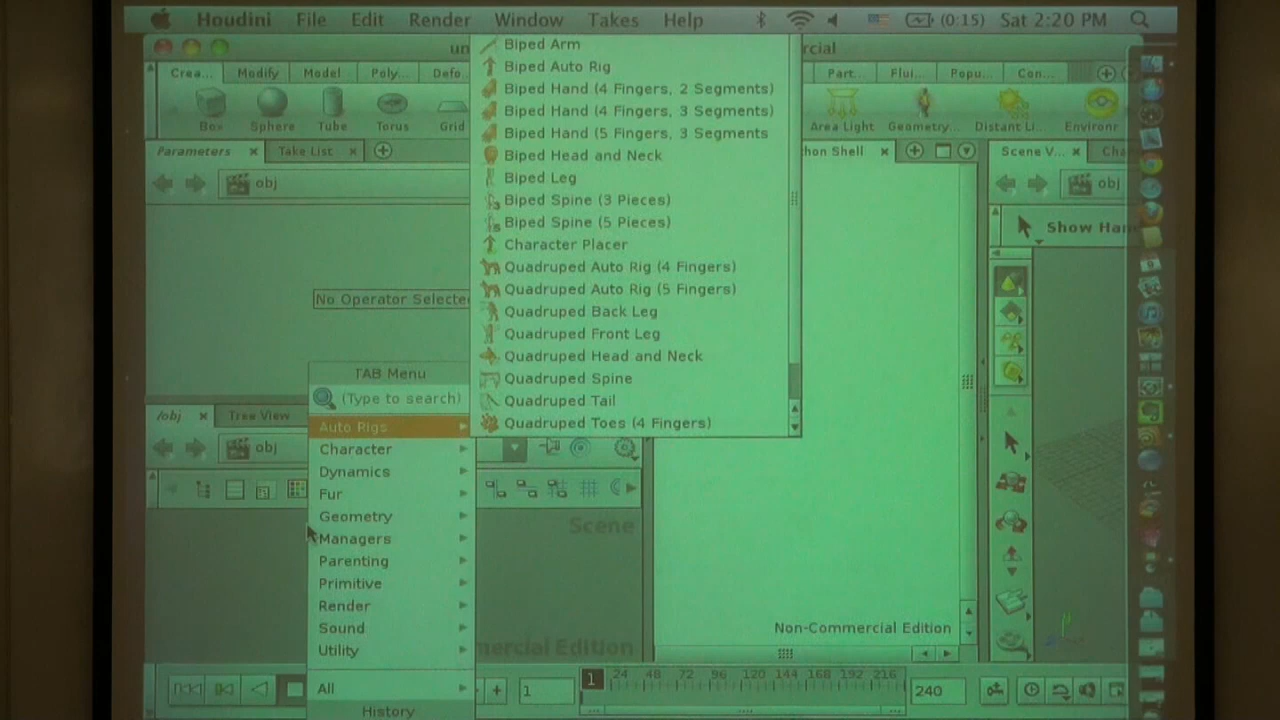 Houdini File Edit Render Window Takes Help (0:15) Sat 2:20 PM
un
cial
Crea... Modify Model Poly... Defo... Part... Flui... Popu... Con...
Box Sphere Tube Torus Grid Area Light Geometry... Distant Li... Environ
Parameters Take List hon Shell Scene V... Cha
obj
obj
Show Han
No Operator Selecte
Biped Arm
Biped Auto Rig
Biped Hand (4 Fingers, 2 Segments)
Biped Hand (4 Fingers, 3 Segments)
Biped Hand (5 Fingers, 3 Segments
Biped Head and Neck
Biped Leg
Biped Spine (3 Pieces)
Biped Spine (5 Pieces)
Character Placer
Quadruped Auto Rig (4 Fingers)
Quadruped Auto Rig (5 Fingers)
Quadruped Back Leg
Quadruped Front Leg
Quadruped Head and Neck
Quadruped Spine
Quadruped Tail
Quadruped Toes (4 Fingers)
/obj Tree View
obj
TAB Menu
(Type to search)
Auto Rigs
Character
Dynamics
Fur
Geometry
Managers
Parenting
Primitive
Render
Sound
Utility
All
History
Scene
mercial Edition
Non-Commercial Edition
1 1 24 48 72 96 120 144 168 192 216 240